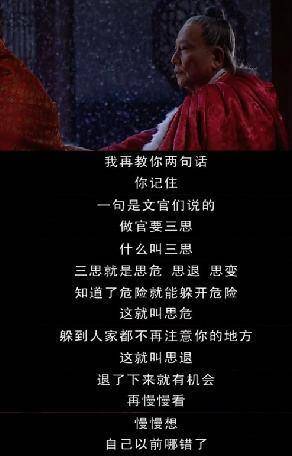 我再教你两句话
你记住
一句是文官们说的
做官要三思
什么叫三思
三思就是思危 思退 思变
知道了危险就能躲开危险
这就叫思危
躲到人家都不再注意你的地方
这就叫思退
退了下来就有机会
再慢慢看
慢慢想
自己以前哪错了